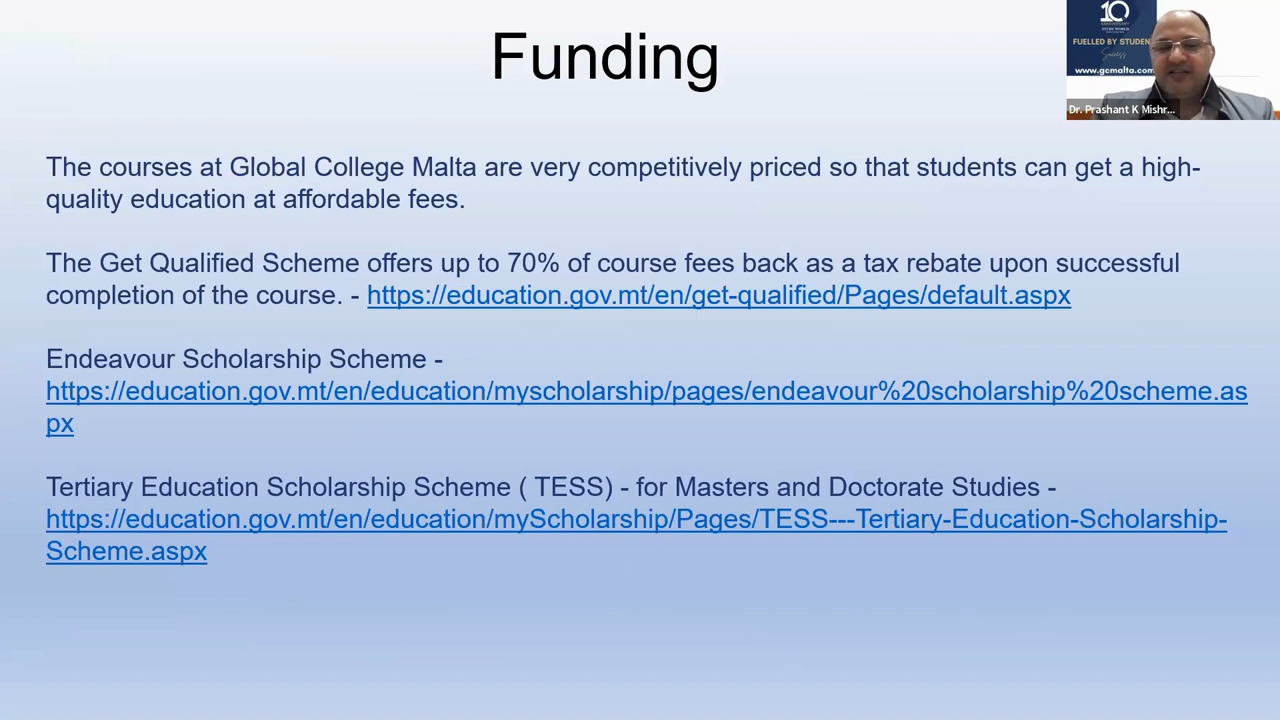 Funding
10
ANNIVERSARY
STUDY WORLD
FUELLED BY STUDEN
Success
www.gcmalta.com
Dr. Prashant K Mishr...
The courses at Global College Malta are very competitively priced so that students can get a high-
quality education at affordable fees.
The Get Qualified Scheme offers up to 70% of course fees back as a tax rebate upon successful
completion of the course. - https://education.gov.mt/en/get-qualified/Pages/default.aspx
Endeavour Scholarship Scheme -
https://education.gov.mt/en/education/myscholarship/pages/endeavour%20scholarship%20scheme.as
px
Tertiary Education Scholarship Scheme ( TESS) - for Masters and Doctorate Studies -
https://education.gov.mt/en/education/myScholarship/Pages/TESS---Tertiary-Education-Scholarship-
Scheme.aspx